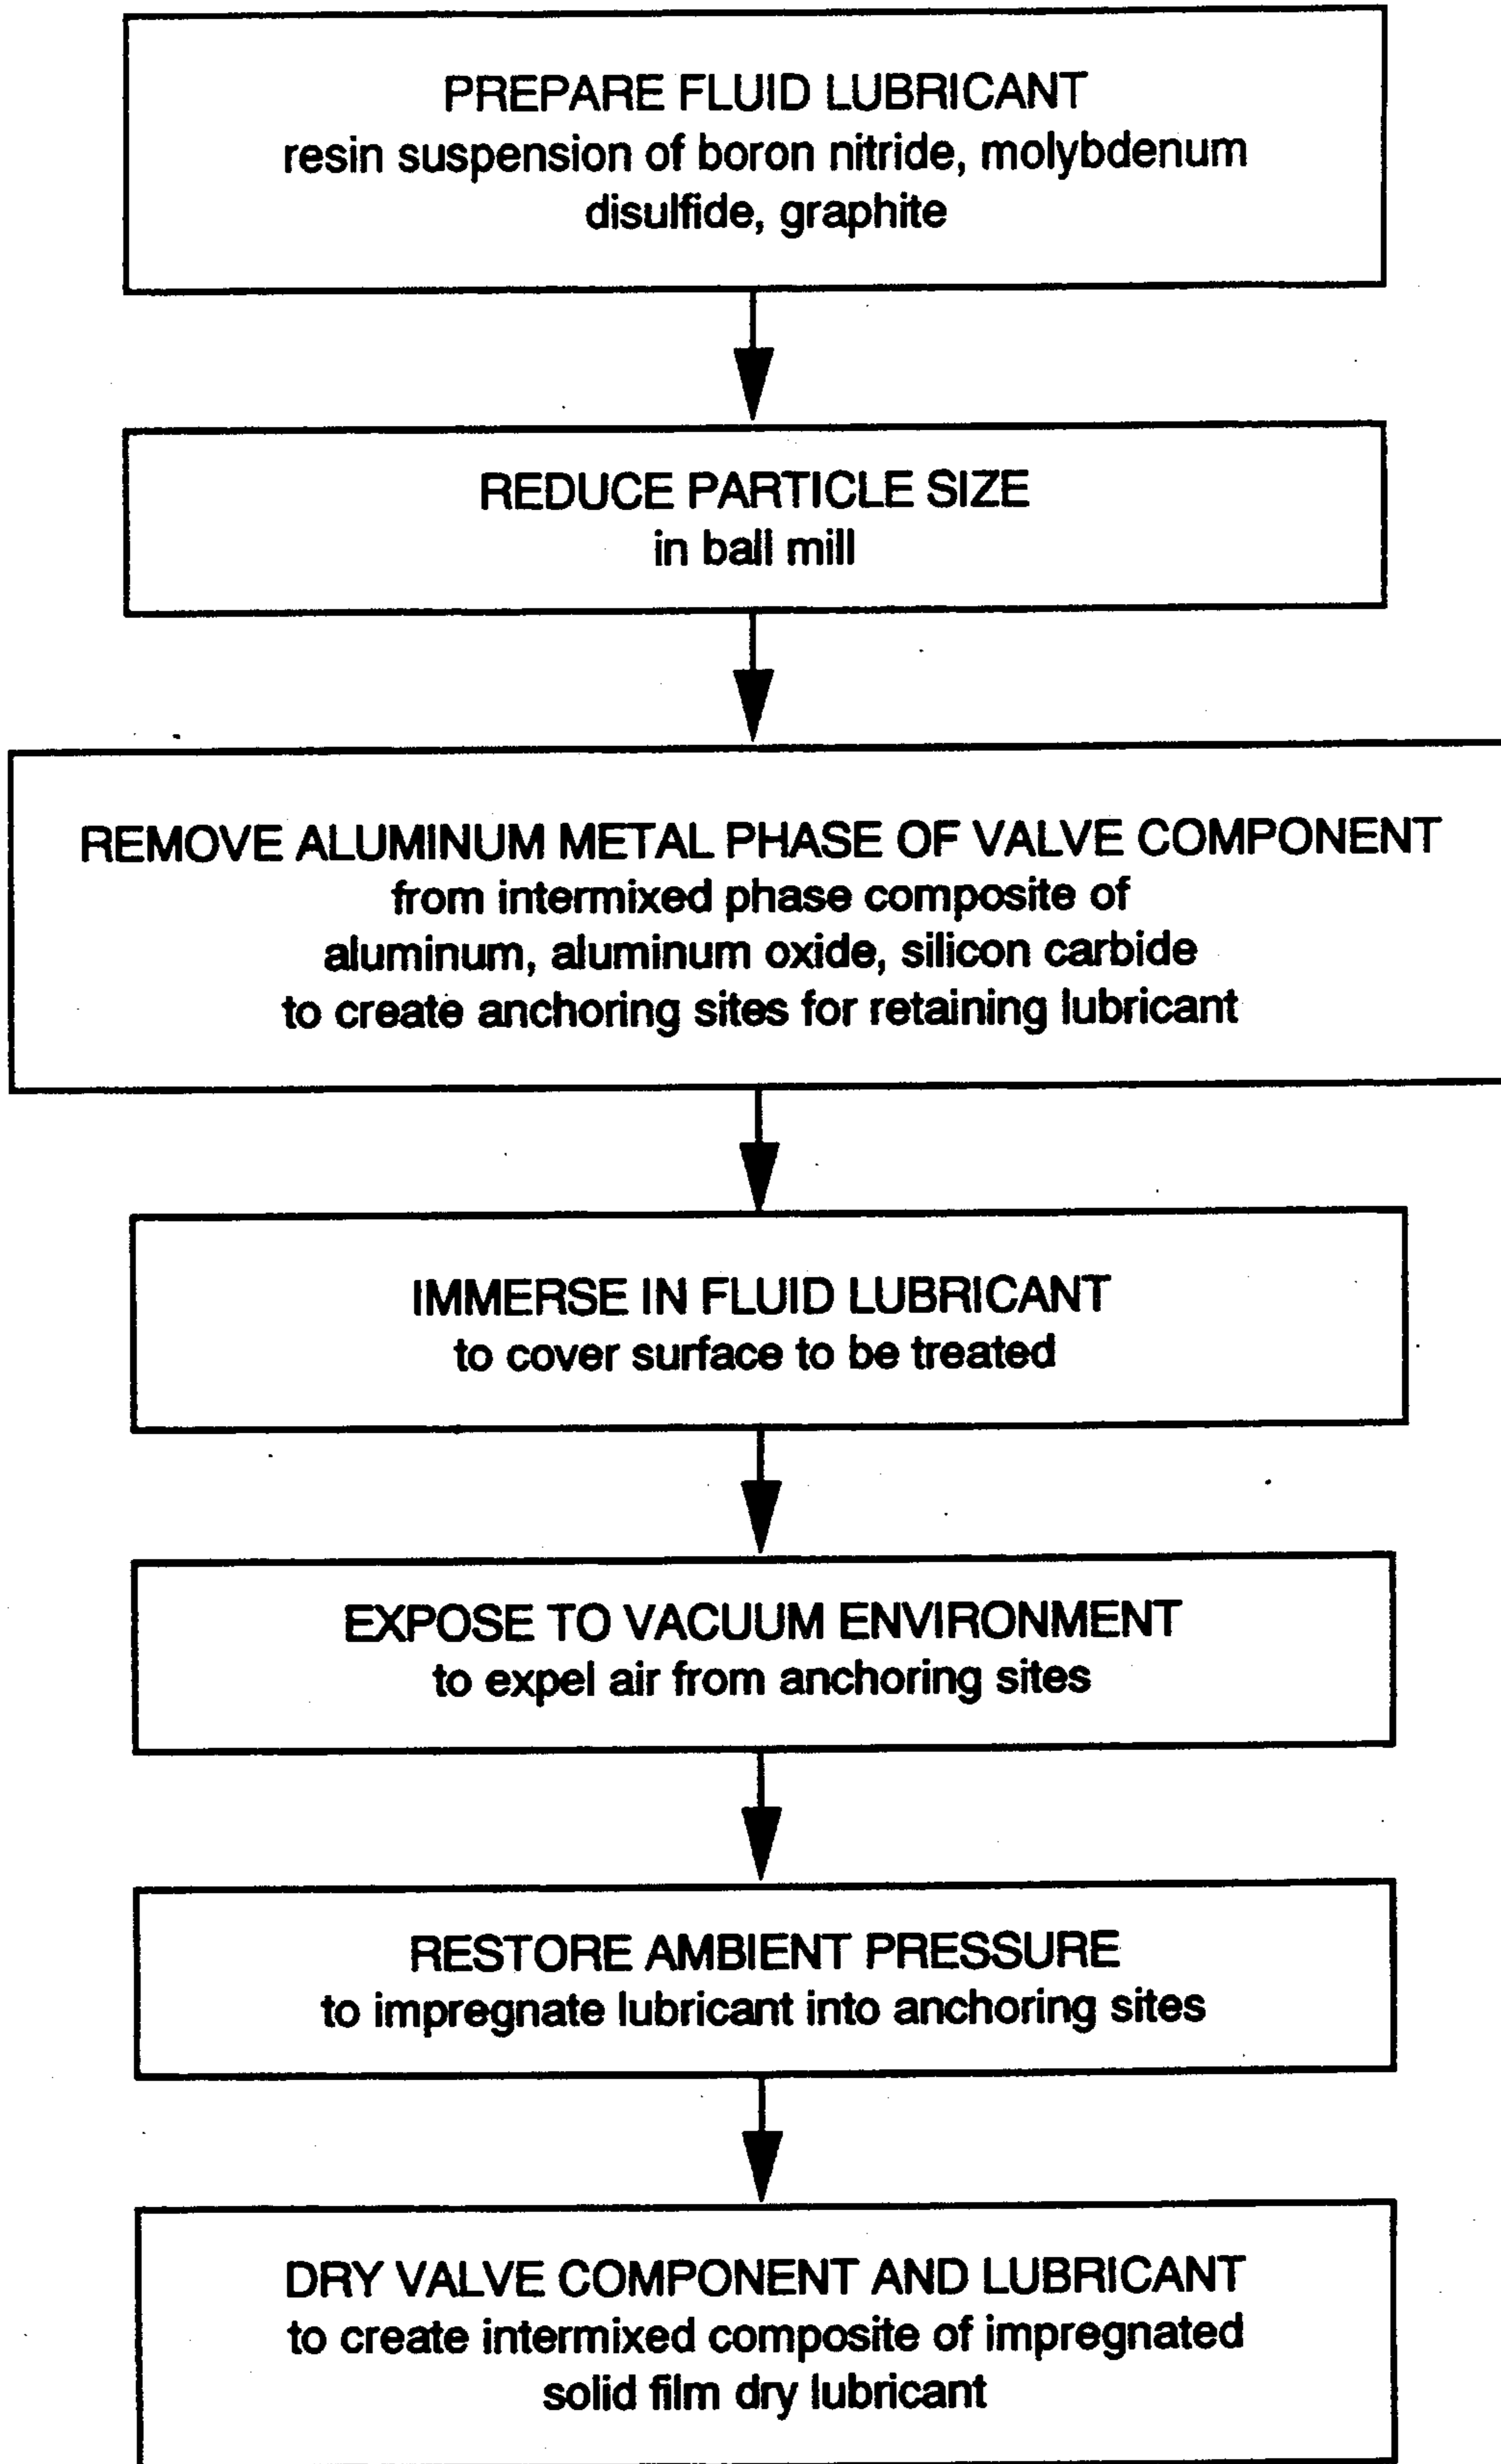 PREPARE FLUID LUBRICANT
resin suspension of boron nitride, molybdenum
disulfide, graphite
REDUCE PARTICLE SIZE
in ball mill
REMOVE ALUMINUM METAL PHASE OF VALVE COMPONENT
from intermixed phase composite of
aluminum, aluminum oxide, silicon carbide
to create anchoring sites for retaining lubricant
IMMERSE IN FLUID LUBRICANT
to cover surface to be treated
EXPOSE TO VACUUM ENVIRONMENT
to expel air from anchoring sites
RESTORE AMBIENT PRESSURE
to impregnate lubricant into anchoring sites
DRY VALVE COMPONENT AND LUBRICANT
to create intermixed composite of impregnated
solid film dry lubricant